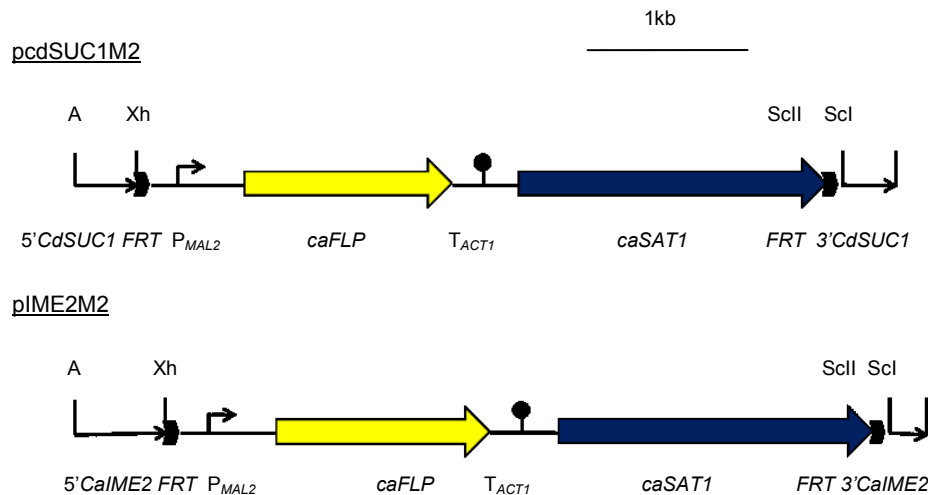 1kb
pcdSUC1M2
A Xh ScII ScI
5'CdSUC1 FRT PMAL2 caFLP TACT1 caSAT1 FRT 3'CdSUC1
pIME2M2
A Xh ScII ScI
5'CaIME2 FRT PMAL2 caFLP TACT1 caSAT1 FRT 3'CaIME2